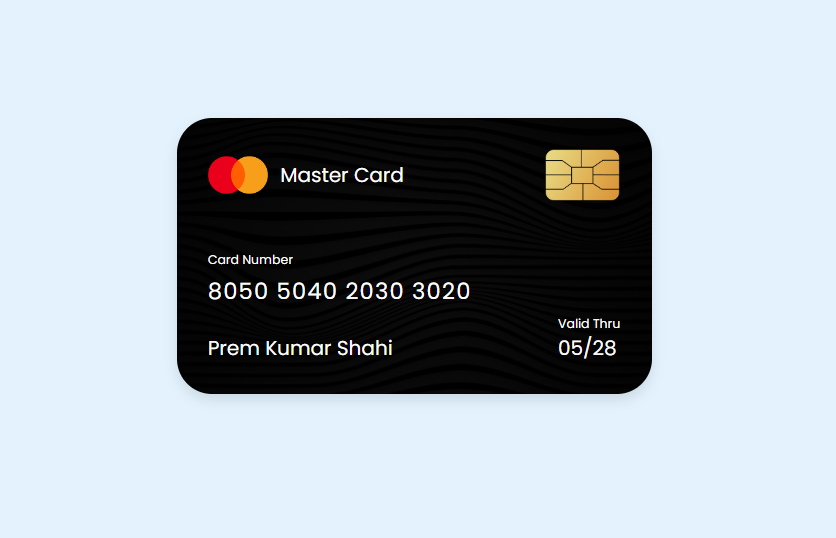 Master Card
Card Number
8050 5040 2030 3020
Prem Kumar Shahi
Valid Thru
05/28